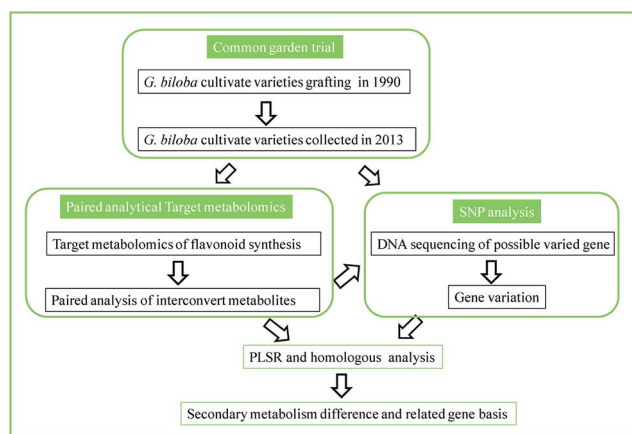 Common garden trial
G. biloba cultivate varieties grafting in 1990
G. biloba cultivate varieties collected in 2013
Paired analytical Target metabolomics
Target metabolomics of flavonoid synthesis
Paired analysis of interconvert metabolites
SNP analysis
DNA sequencing of possible varied gene
Gene variation
PLSR and homologous analysis
Secondary metabolism difference and related gene basis